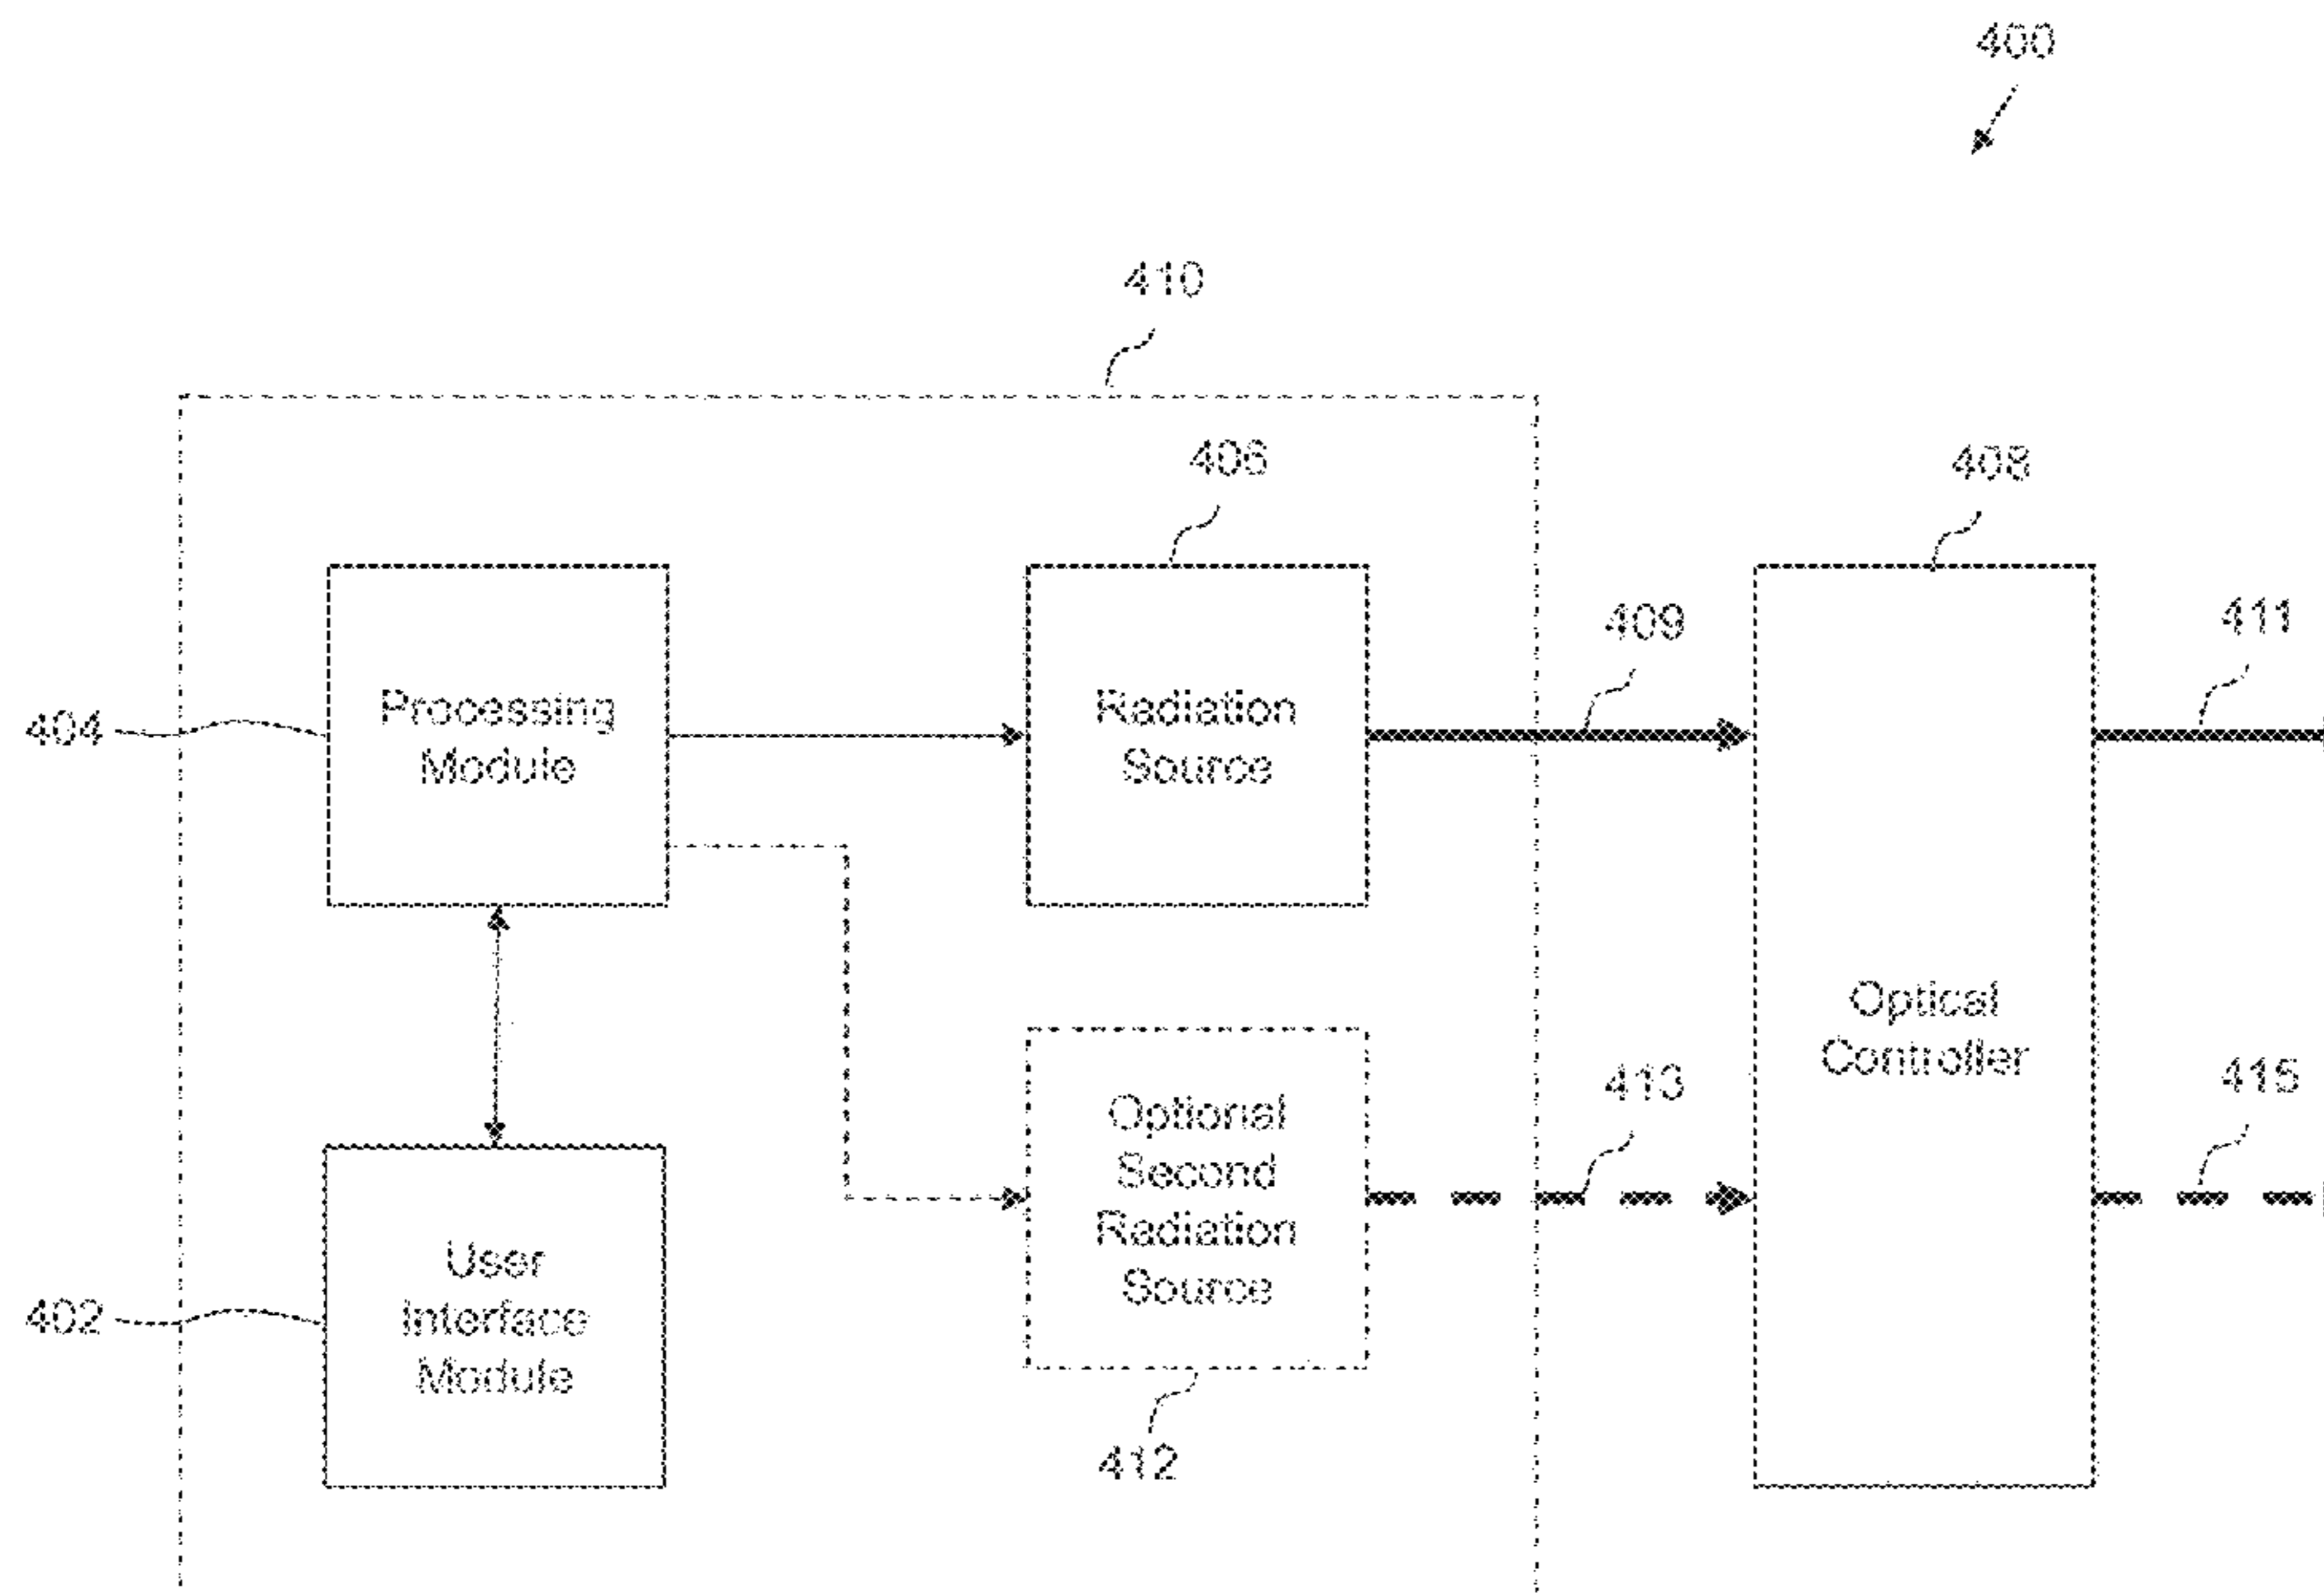 400
410
406
408
409
411
Processing
Module
Radiation
Source
404
Optical
Controller
413
415
Optional
Second
Radiation
Source
User
Interface
Module
402
412